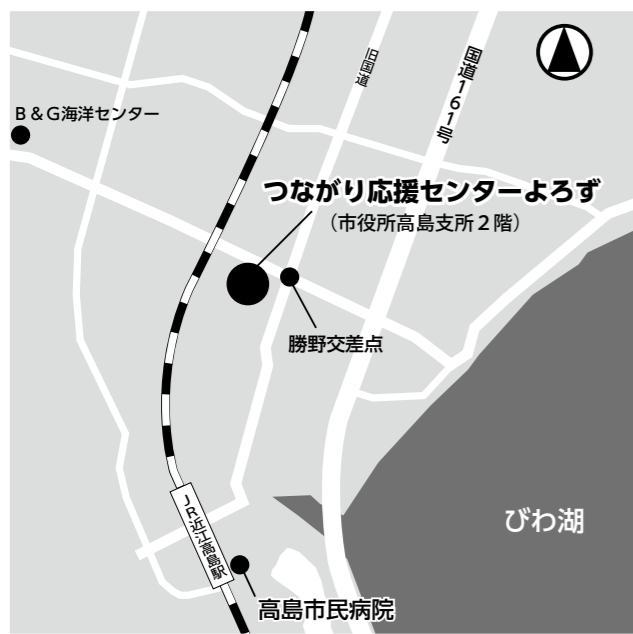 旧国道
国道161号
B&G海洋センター
つながり応援センターよろず
（市役所高島支所２階）
勝野交差点
JR近江高島駅
びわ湖
高島市民病院